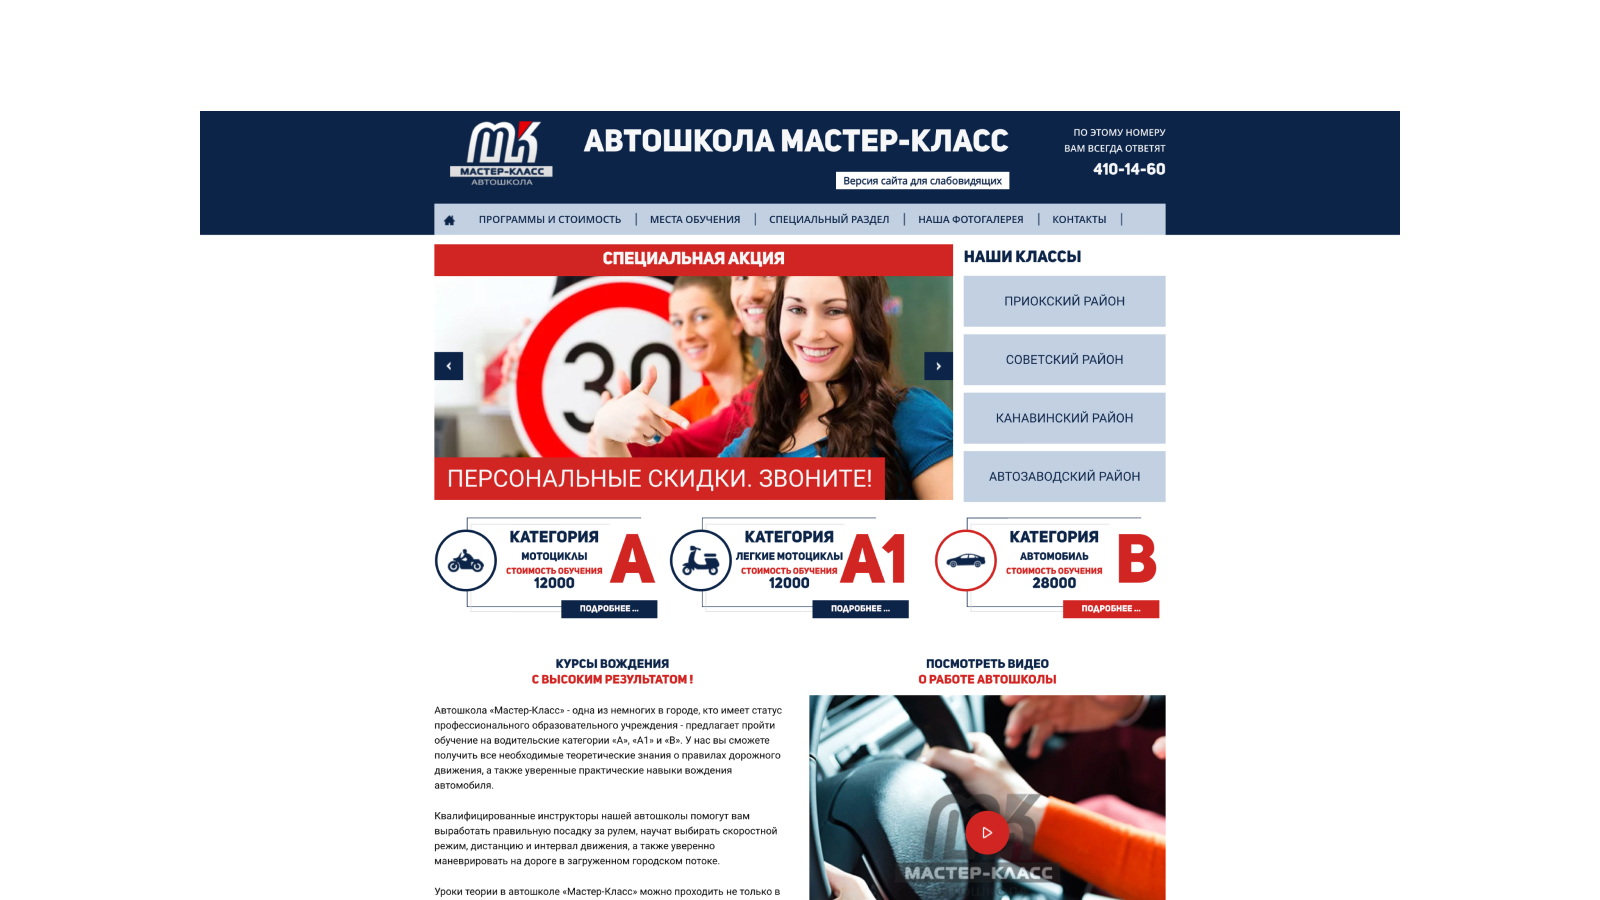 МК
МАСТЕР-КЛАСС
АВТОШКОЛА
АВТОШКОЛА МАСТЕР-КЛАСС
Версия сайта для слабовидящих
ПО ЭТОМУ НОМЕРУ
ВАМ ВСЕГДА ОТВЕТЯТ
410-14-60
ПРОГРАММЫ И СТОИМОСТЬ | МЕСТА ОБУЧЕНИЯ | СПЕЦИАЛЬНЫЙ РАЗДЕЛ | НАША ФОТОГАЛЕРЕЯ | КОНТАКТЫ |
СПЕЦИАЛЬНАЯ АКЦИЯ
30
ПЕРСОНАЛЬНЫЕ СКИДКИ. ЗВОНИТЕ!
НАШИ КЛАССЫ
ПРИОКСКИЙ РАЙОН
СОВЕТСКИЙ РАЙОН
КАНАВИНСКИЙ РАЙОН
АВТОЗАВОДСКИЙ РАЙОН
КАТЕГОРИЯ
МОТОЦИКЛЫ
СТОИМОСТЬ ОБУЧЕНИЯ
12000
A
ПОДРОБНЕЕ ...
КАТЕГОРИЯ
ЛЕГКИЕ МОТОЦИКЛЫ
СТОИМОСТЬ ОБУЧЕНИЯ
12000
A1
ПОДРОБНЕЕ ...
КАТЕГОРИЯ
АВТОМОБИЛЬ
СТОИМОСТЬ ОБУЧЕНИЯ
28000
B
ПОДРОБНЕЕ ...
КУРСЫ ВОЖДЕНИЯ
С ВЫСОКИМ РЕЗУЛЬТАТОМ !
Автошкола «Мастер-Класс» - одна из немногих в городе, кто имеет статус
профессионального образовательного учреждения - предлагает пройти
обучение на водительские категории «А», «А1» и «В». У нас вы сможете
получить все необходимые теоретические знания о правилах дорожного
движения, а также уверенные практические навыки вождения
автомобиля.
Квалифицированные инструкторы нашей автошколы помогут вам
выработать правильную посадку за рулем, научат выбирать скоростной
режим, дистанцию и интервал движения, а также уверенно
маневрировать на дороге в загруженном городском потоке.
Уроки теории в автошколе «Мастер-Класс» можно проходить не только в
ПОСМОТРЕТЬ ВИДЕО
О РАБОТЕ АВТОШКОЛЫ
МК
МАСТЕР-КЛАСС